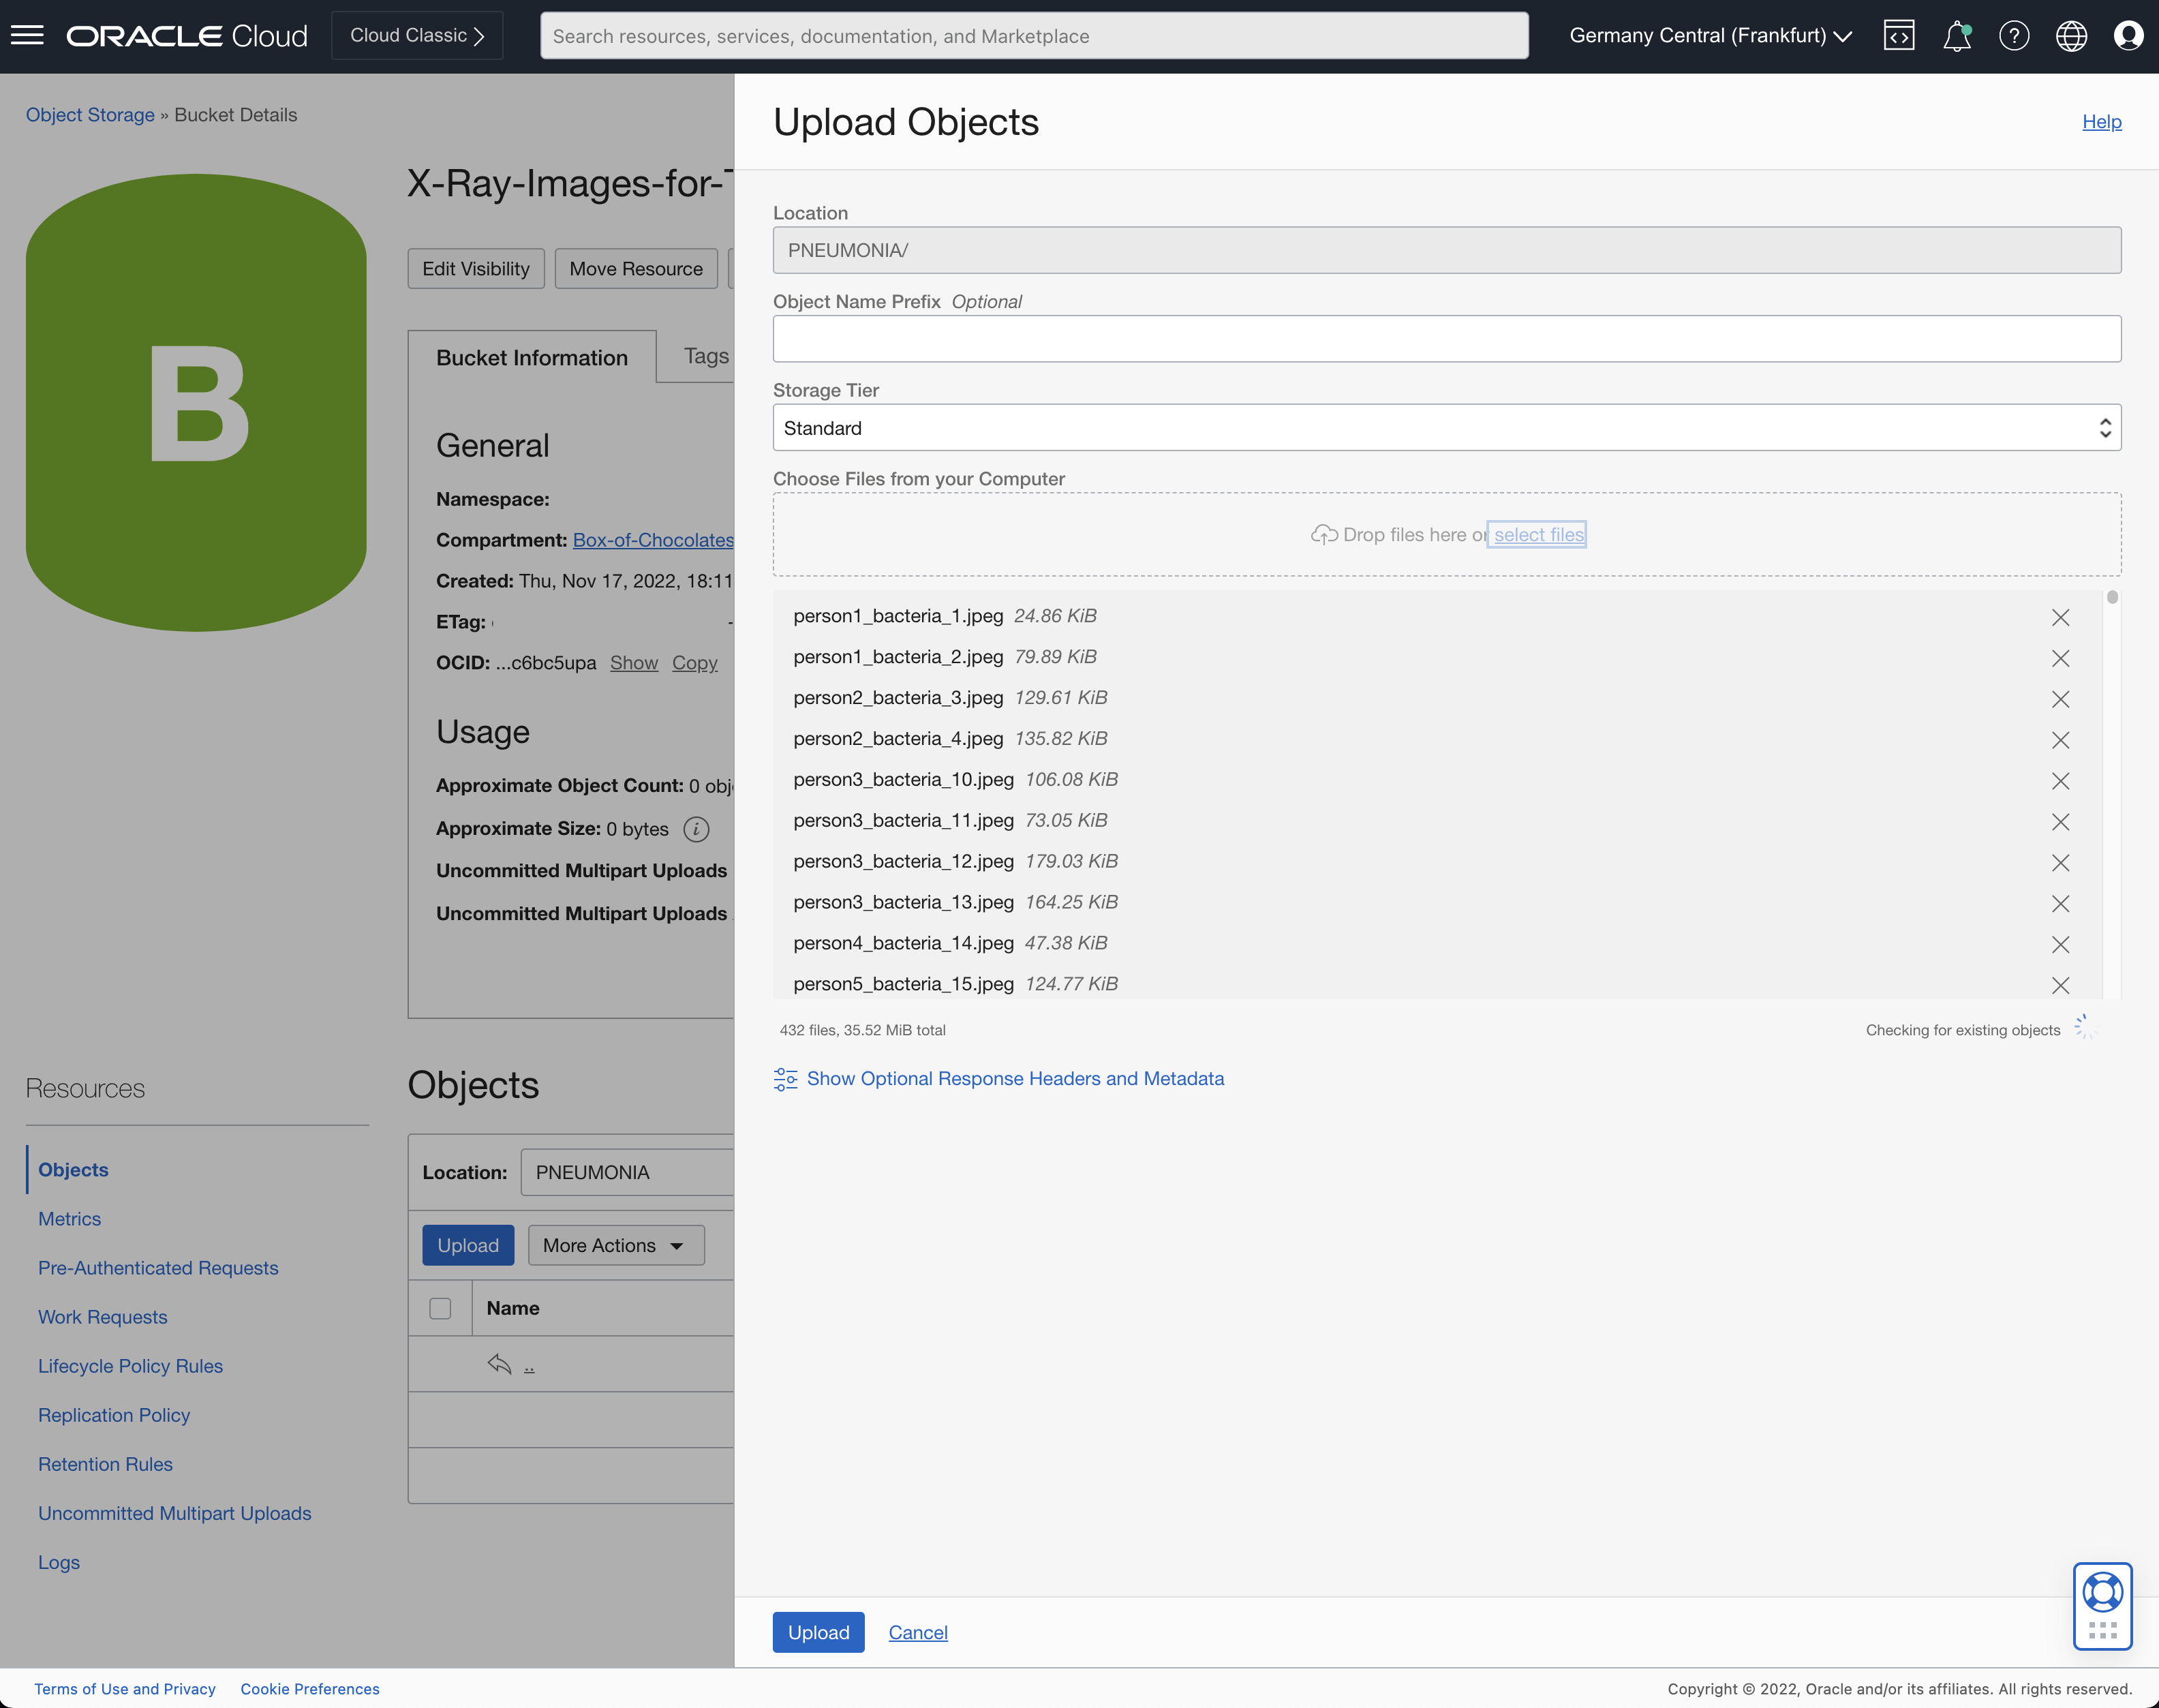 ORACLE Cloud
Cloud Classic
Search resources, services, documentation, and Marketplace
Germany Central (Frankfurt)
Object Storage » Bucket Details
B
X-Ray-Images-for-
Edit Visibility
Move Resource
Bucket Information
Tags
General
Namespace:
Compartment: Box-of-Chocolates
Created: Thu, Nov 17, 2022, 18:11
ETag:
OCID: ...c6bc5upa Show Copy
Usage
Approximate Object Count: 0 obj
Approximate Size: 0 bytes
Uncommitted Multipart Uploads
Uncommitted Multipart Uploads
Resources
Objects
Metrics
Pre-Authenticated Requests
Work Requests
Lifecycle Policy Rules
Replication Policy
Retention Rules
Uncommitted Multipart Uploads
Logs
Objects
Location: PNEUMONIA
Upload
More Actions
Name
..
Upload Objects
Help
Location
PNEUMONIA/
Object Name Prefix Optional
Storage Tier
Standard
Choose Files from your Computer
Drop files here or select files
person1_bacteria_1.jpeg 24.86 KiB
person1_bacteria_2.jpeg 79.89 KiB
person2_bacteria_3.jpeg 129.61 KiB
person2_bacteria_4.jpeg 135.82 KiB
person3_bacteria_10.jpeg 106.08 KiB
person3_bacteria_11.jpeg 73.05 KiB
person3_bacteria_12.jpeg 179.03 KiB
person3_bacteria_13.jpeg 164.25 KiB
person4_bacteria_14.jpeg 47.38 KiB
person5_bacteria_15.jpeg 124.77 KiB
432 files, 35.52 MiB total
Checking for existing objects
Show Optional Response Headers and Metadata
Upload
Cancel
Terms of Use and Privacy
Cookie Preferences
Copyright © 2022, Oracle and/or its affiliates. All rights reserved.